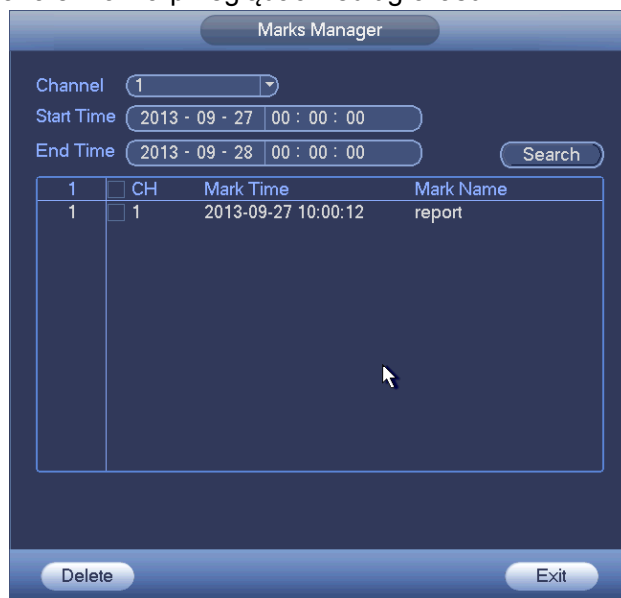 Marks Manager
Channel 1
Start Time 2013 - 09 - 27 00 : 00 : 00
End Time 2013 - 09 - 28 00 : 00 : 00 Search
1 CH Mark Time Mark Name
1 1 2013-09-27 10:00:12 report
Delete Exit